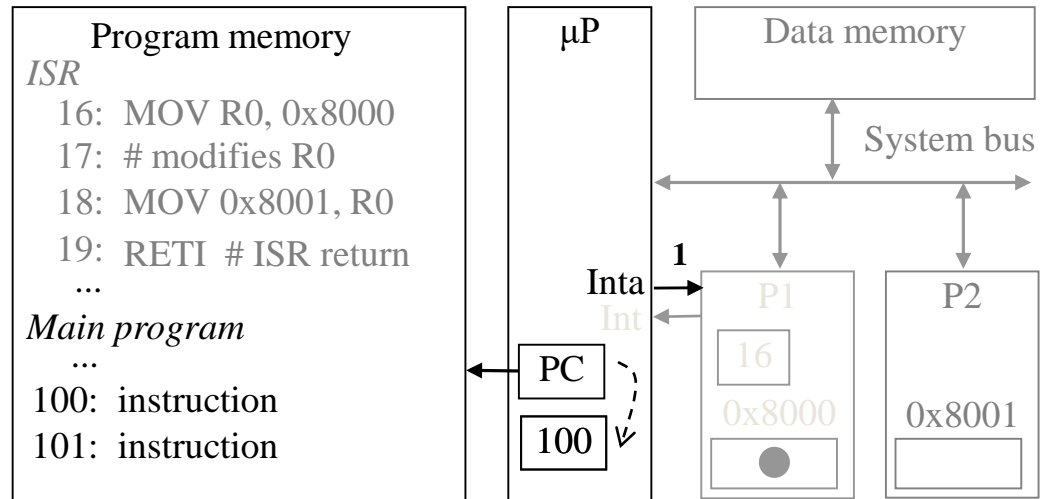 Program memory
ISR
16: MOV R0, 0x8000
17: # modifies R0
18: MOV 0x8001, R0
19: RETI # ISR return
...
Main program
...
100: instruction
101: instruction
μP
Inta
Int
PC
100
1
Data memory
System bus
P1
16
0x8000
P2
0x8001